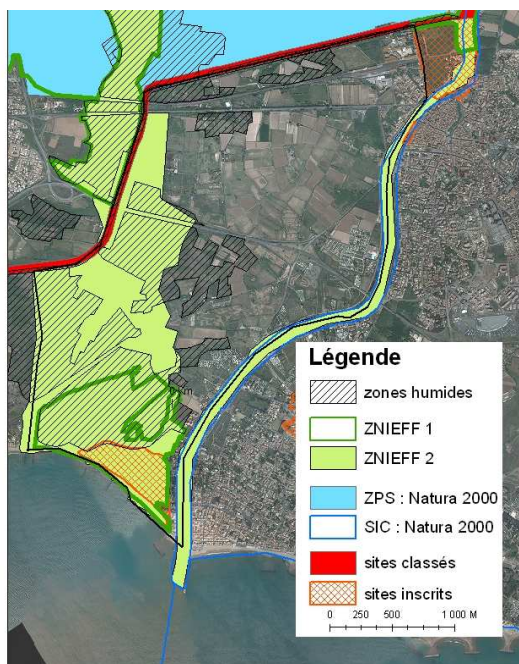 Légende
zones humides
ZNIEFF 1
ZNIEFF 2
ZPS : Natura 2000
SIC : Natura 2000
sites classés
sites inscrits
0 250 500 1 000 M